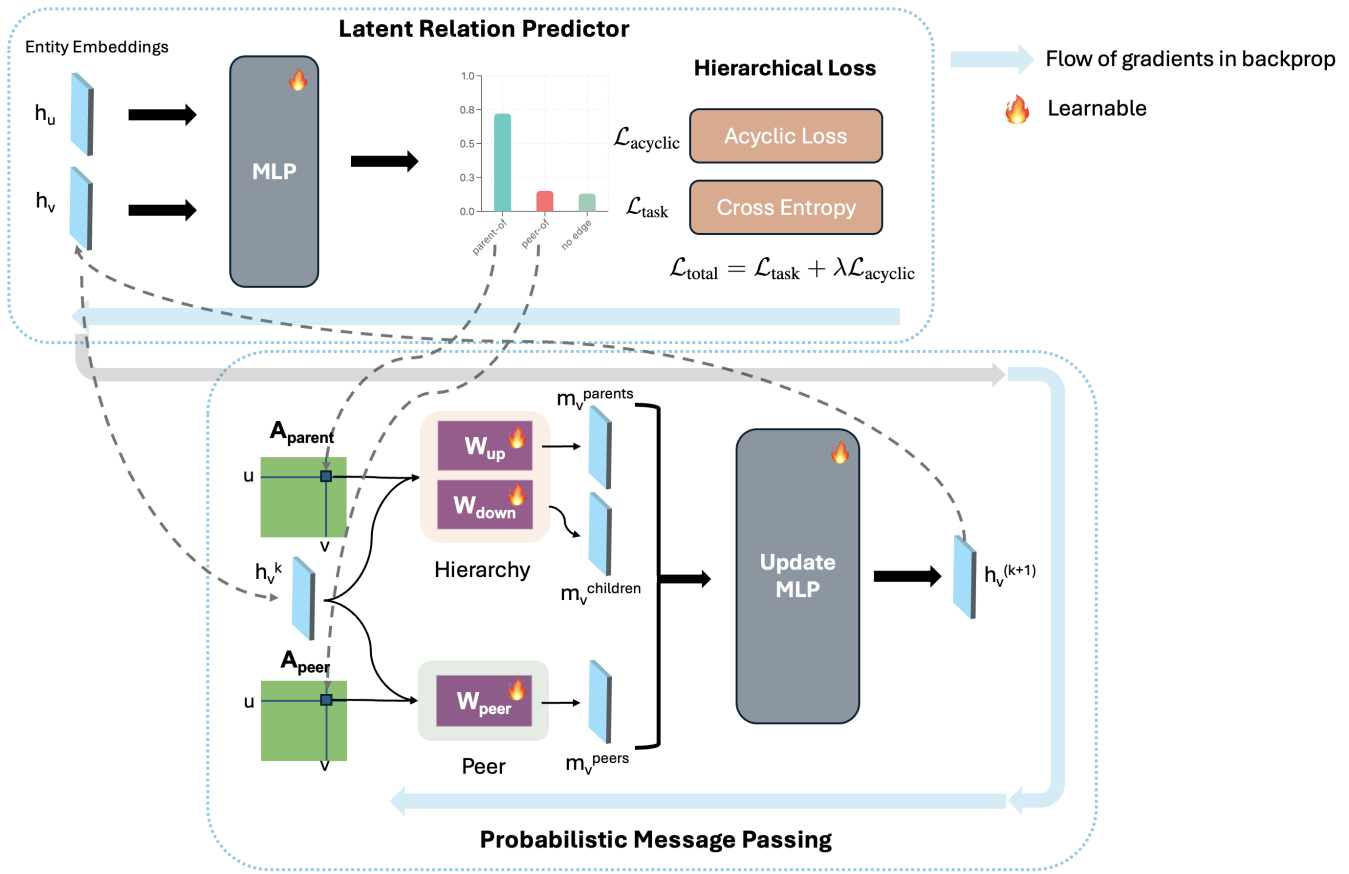 Latent Relation Predictor
Entity Embeddings
h_u
h_v
MLP
1.0
0.8
0.5
0.3
0.0
parent-of
peer-of
no edge
Hierarchical Loss
ℒ_acyclic
Acyclic Loss
ℒ_task
Cross Entropy
ℒ_total = ℒ_task + λℒ_acyclic
Flow of gradients in backprop
Learnable
A_parent
u
v
h_v^k
A_peer
u
v
W_up
W_down
Hierarchy
W_peer
Peer
m_v^parents
m_v^children
m_v^peers
Update
MLP
h_v^(k+1)
Probabilistic Message Passing